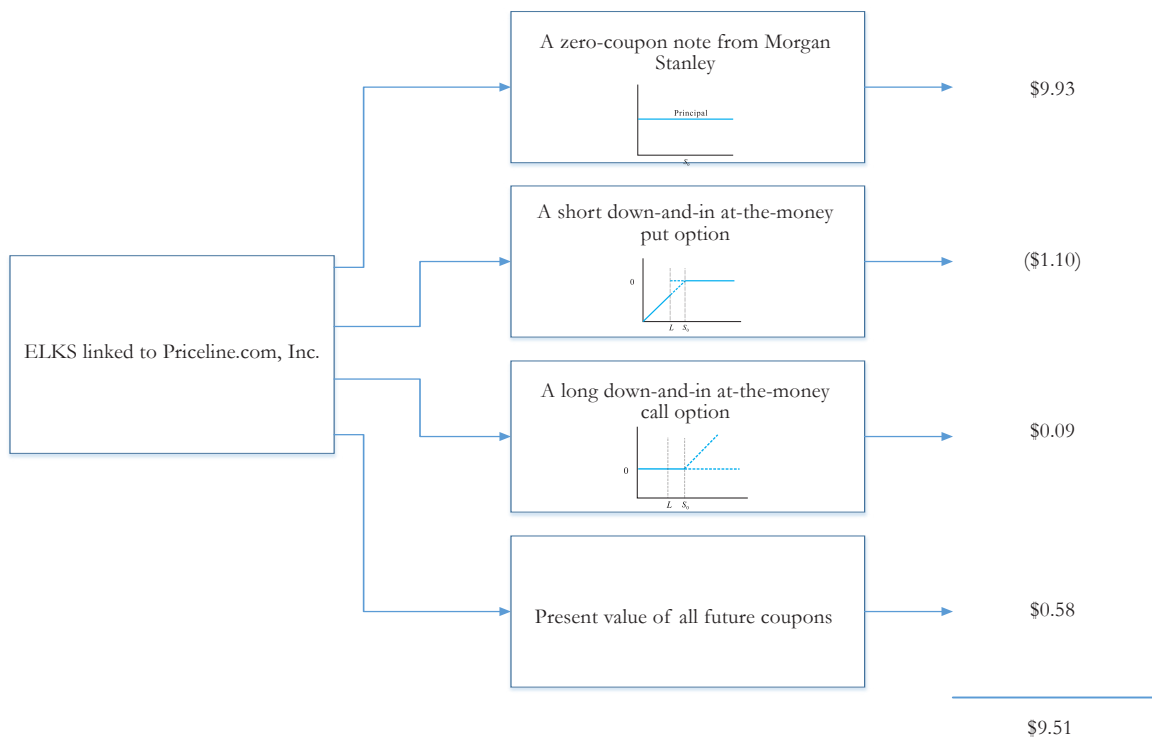 A zero-coupon note from Morgan
Stanley
Principal
S₀
$9.93
A short down-and-in at-the-money
put option
0
L S₀
($1.10)
ELKS linked to Priceline.com, Inc.
A long down-and-in at-the-money
call option
0
L S₀
$0.09
Present value of all future coupons
$0.58
$9.51